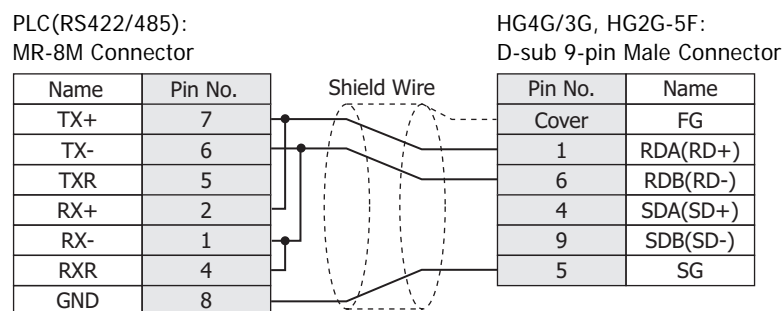 PLC(RS422/485):
MR-8M Connector
HG4G/3G, HG2G-5F:
D-sub 9-pin Male Connector
Name Pin No. Shield Wire Pin No. Name
TX+ 7 Cover FG
TX- 6 1 RDA(RD+)
TXR 5 6 RDB(RD-)
RX+ 2 4 SDA(SD+)
RX- 1 9 SDB(SD-)
RXR 4 5 SG
GND 8